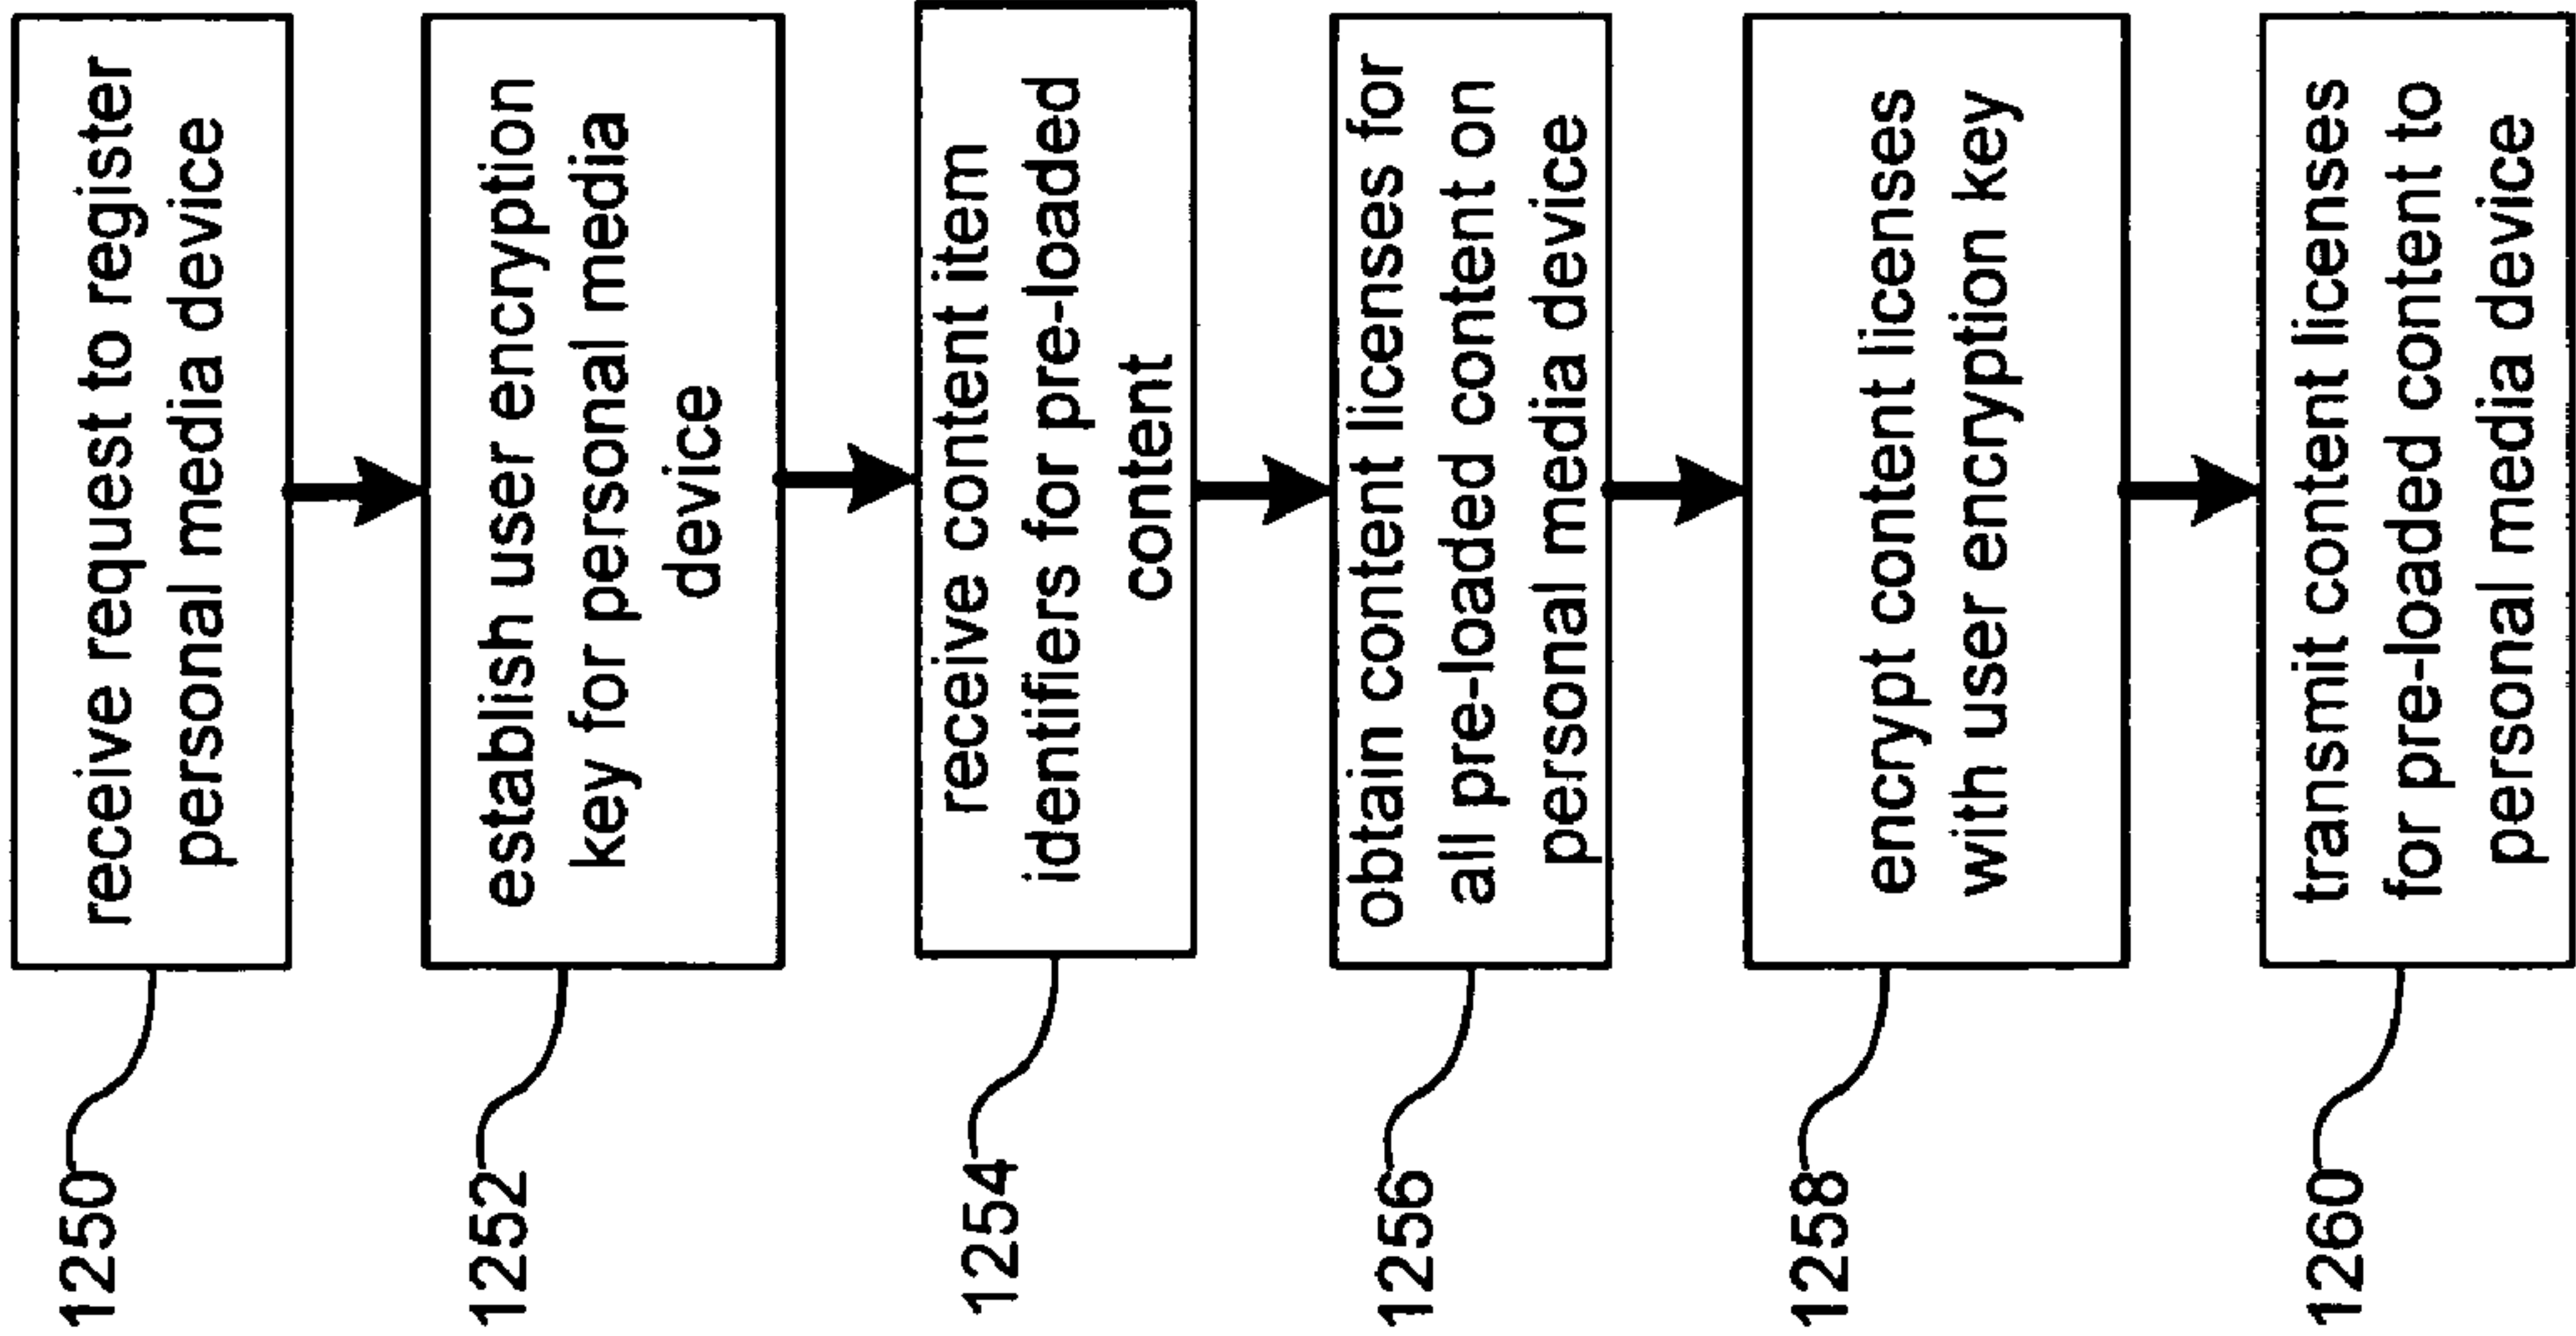 1250
receive request to register
personal media device
1252
establish user encryption
key for personal media
device
1254
receive content item
identifiers for pre-loaded
content
1256
obtain content licenses for
all pre-loaded content on
personal media device
1258
encrypt content licenses
with user encryption key
1260
transmit content licenses
for pre-loaded content to
personal media device